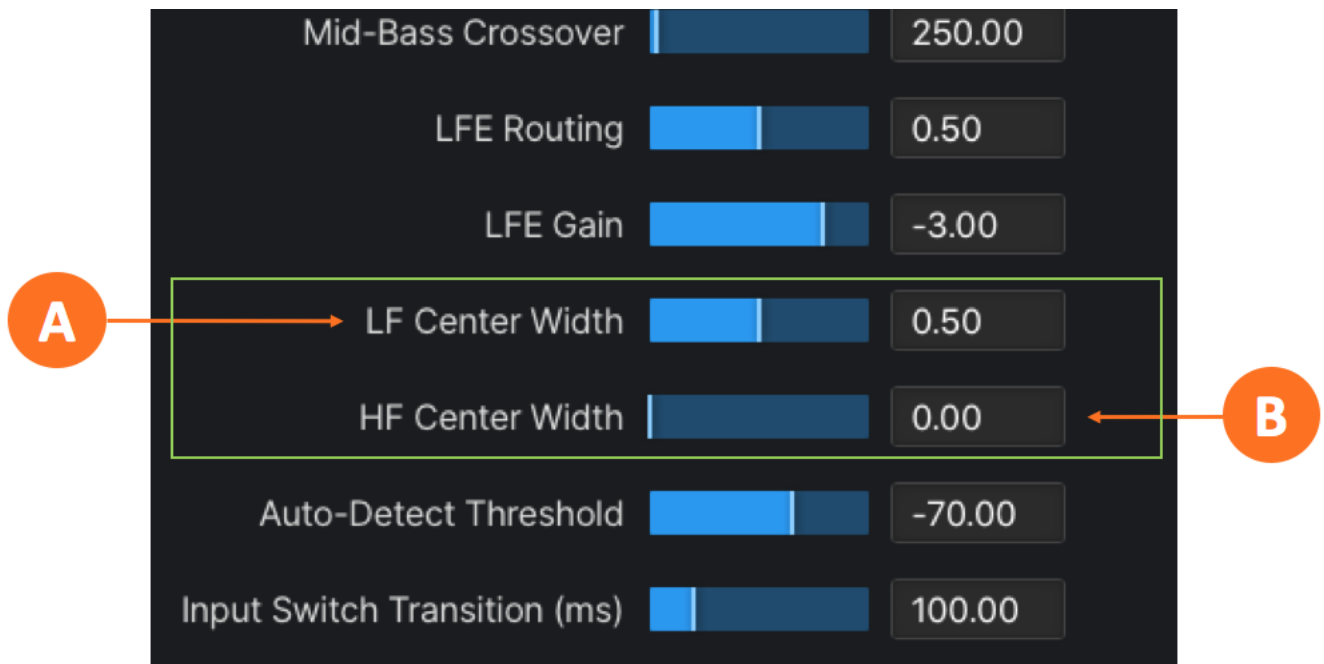 Mid-Bass Crossover 250.00
LFE Routing 0.50
LFE Gain -3.00
A LF Center Width 0.50
HF Center Width 0.00 B
Auto-Detect Threshold -70.00
Input Switch Transition (ms) 100.00